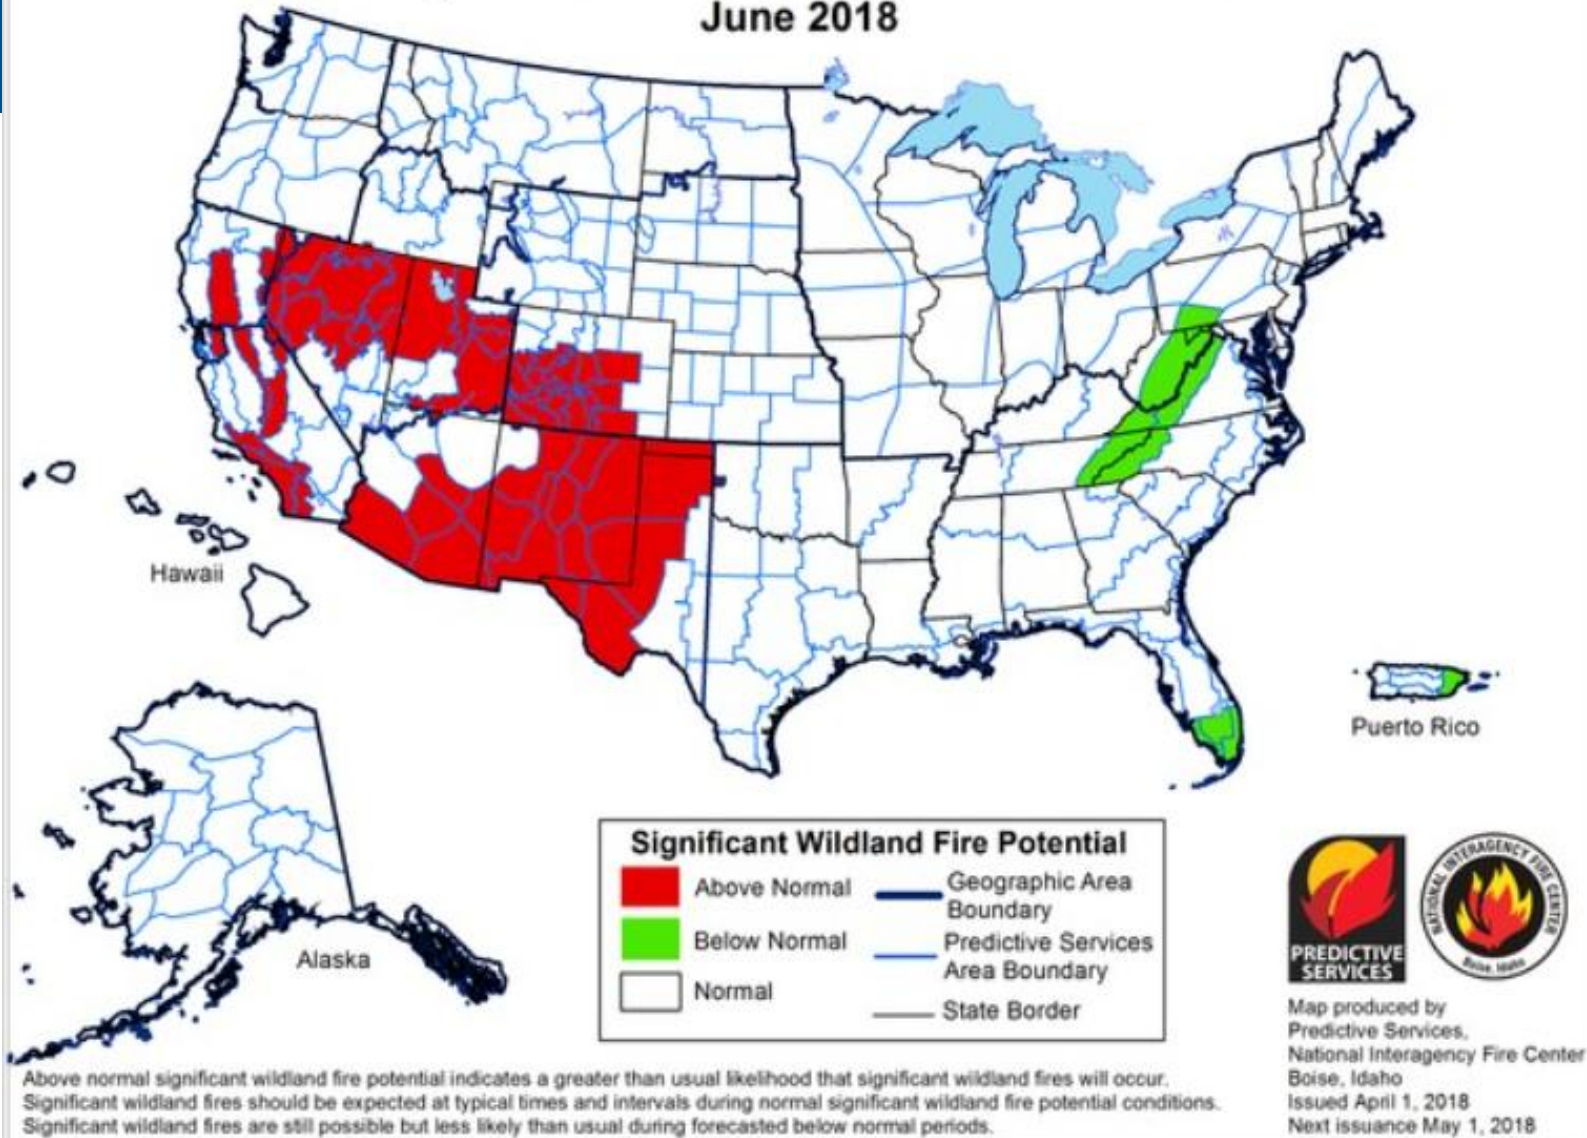 June 2018
Hawaii
Puerto Rico
Alaska
Significant Wildland Fire Potential
Above Normal
Below Normal
Normal
Geographic Area
Boundary
Predictive Services
Area Boundary
State Border
PREDICTIVE
SERVICES
NATIONAL INTERAGENCY FIRE CENTER
Boise, Idaho
Map produced by
Predictive Services,
National Interagency Fire Center
Boise, Idaho
Issued April 1, 2018
Next issuance May 1, 2018
Above normal significant wildland fire potential indicates a greater than usual likelihood that significant wildland fires will occur.
Significant wildland fires should be expected at typical times and intervals during normal significant wildland fire potential conditions.
Significant wildland fires are still possible but less likely than usual during forecasted below normal periods.